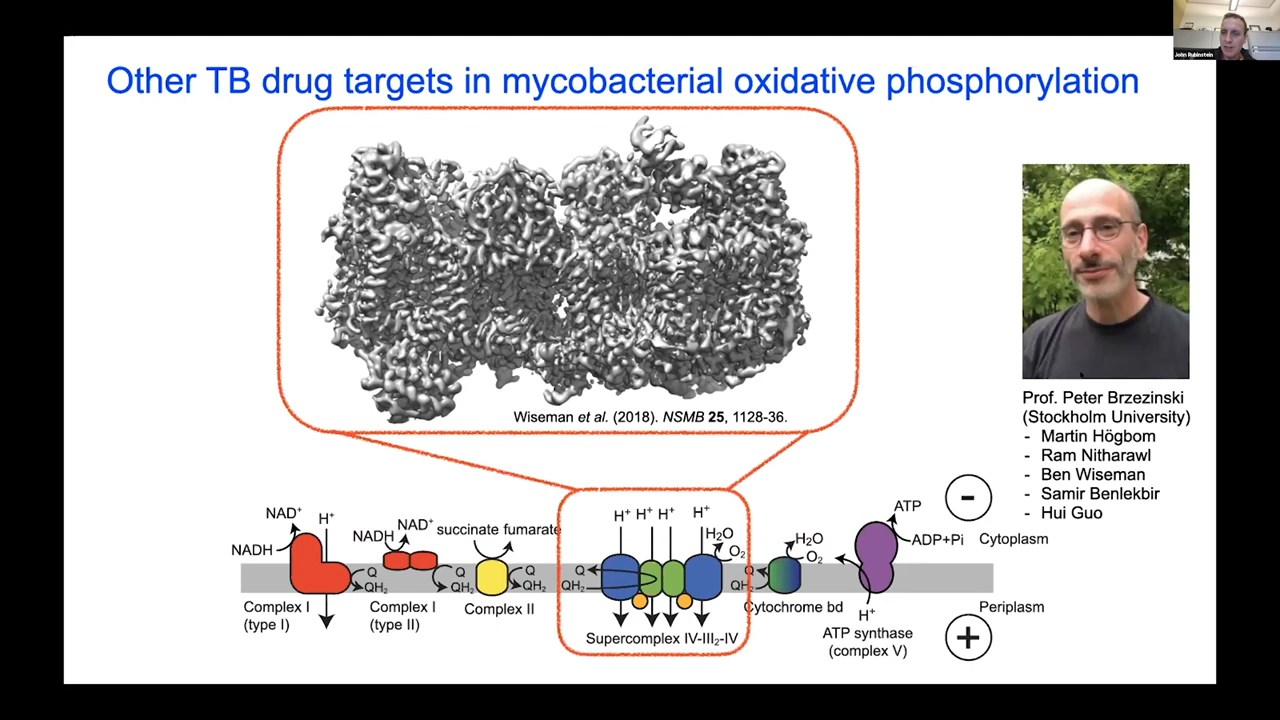 John Rubinstein
Other TB drug targets in mycobacterial oxidative phosphorylation
Wiseman et al. (2018). NSMB 25, 1128-36.
Prof. Peter Brzezinski
(Stockholm University)
- Martin Högbom
- Ram Nitharawl
- Ben Wiseman
- Samir Benlekbir
- Hui Guo
NAD⁺
H⁺
NADH
Q
QH₂
Complex I
(type I)
NADH
NAD⁺
Q
QH₂
Complex I
(type II)
succinate fumarate
Q
QH₂
Complex II
H⁺ H⁺ H⁺ H⁺
H₂O
O₂
Q
QH₂
Supercomplex IV-III₂-IV
H₂O
O₂
Q
QH₂
Cytochrome bd
ATP
ADP+Pi
H⁺
ATP synthase
(complex V)
-
Cytoplasm
Periplasm
+